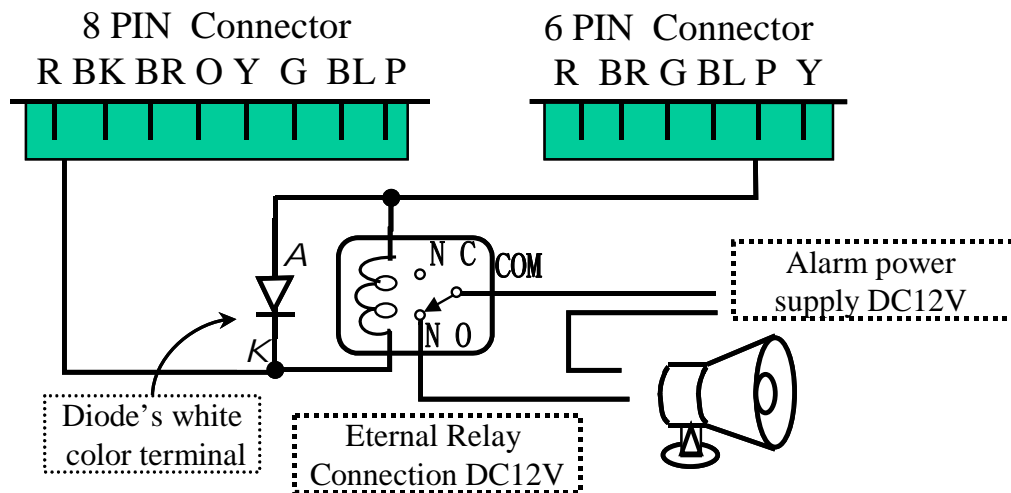 8 PIN Connector
R BK BR O Y G BL P
6 PIN Connector
R BR G BL P Y
A
K
N C
COM
N O
Alarm power
supply DC12V
Diode's white
color terminal
Eternal Relay
Connection DC12V